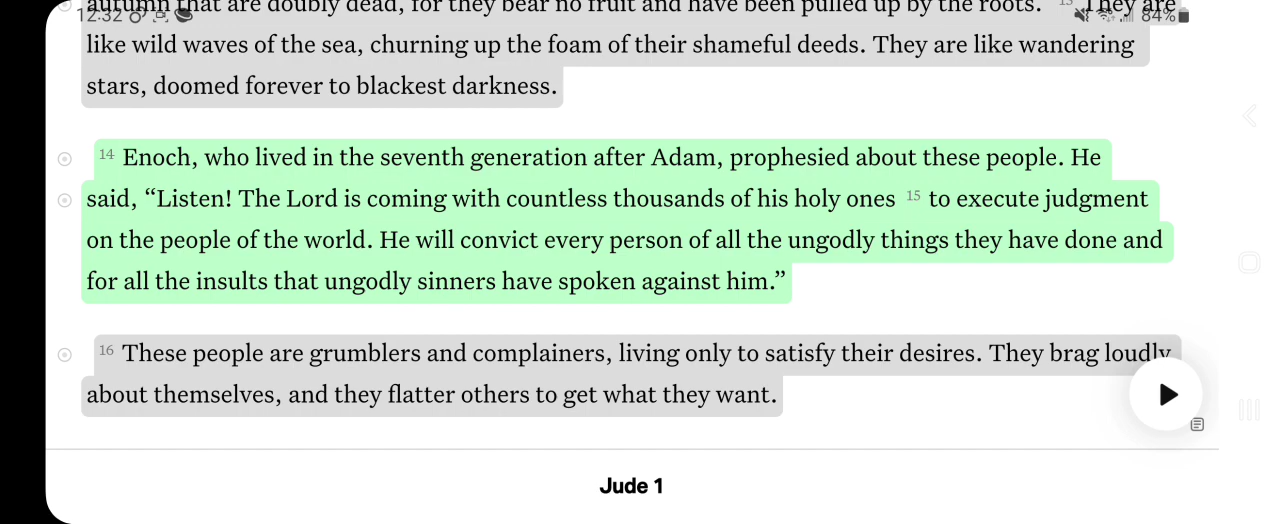 autumn that are doubly dead, for they bear no fruit and have been pulled up by the roots. 13 They are
12:32 84%
like wild waves of the sea, churning up the foam of their shameful deeds. They are like wandering
stars, doomed forever to blackest darkness.
14 Enoch, who lived in the seventh generation after Adam, prophesied about these people. He
said, “Listen! The Lord is coming with countless thousands of his holy ones 15 to execute judgment
on the people of the world. He will convict every person of all the ungodly things they have done and
for all the insults that ungodly sinners have spoken against him.”
16 These people are grumblers and complainers, living only to satisfy their desires. They brag loudly
about themselves, and they flatter others to get what they want.
Jude 1